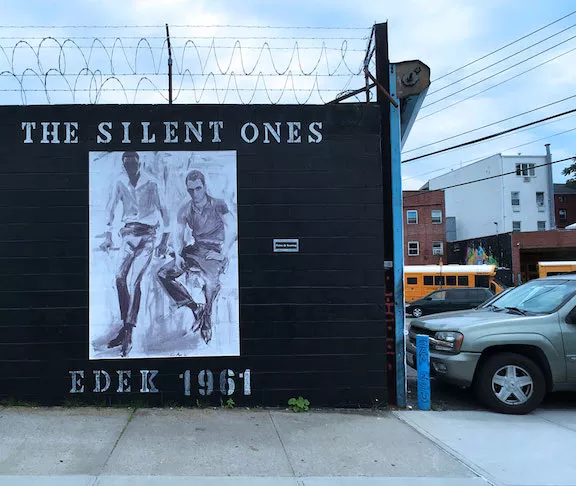 THE SILENT ONES
EDEK 1961